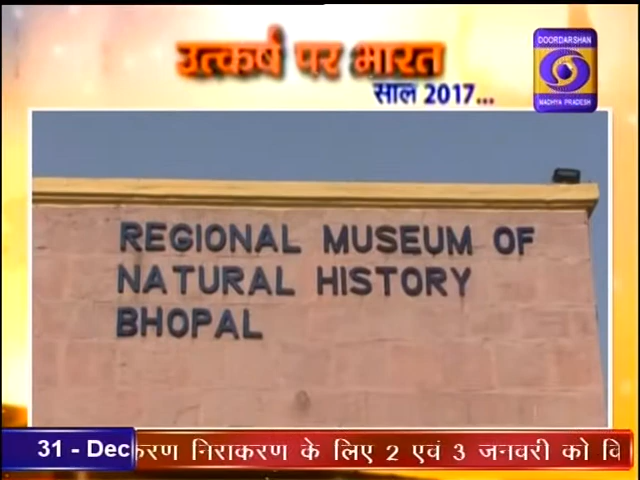 उत्कर्ष पर भारत
साल 2017...
DOORDARSHAN
MADHYA PRADESH
REGIONAL MUSEUM OF
NATURAL HISTORY
BHOPAL
31 - Dec
करण निराकरण के लिए 2 एवं 3 जनवरी को वि